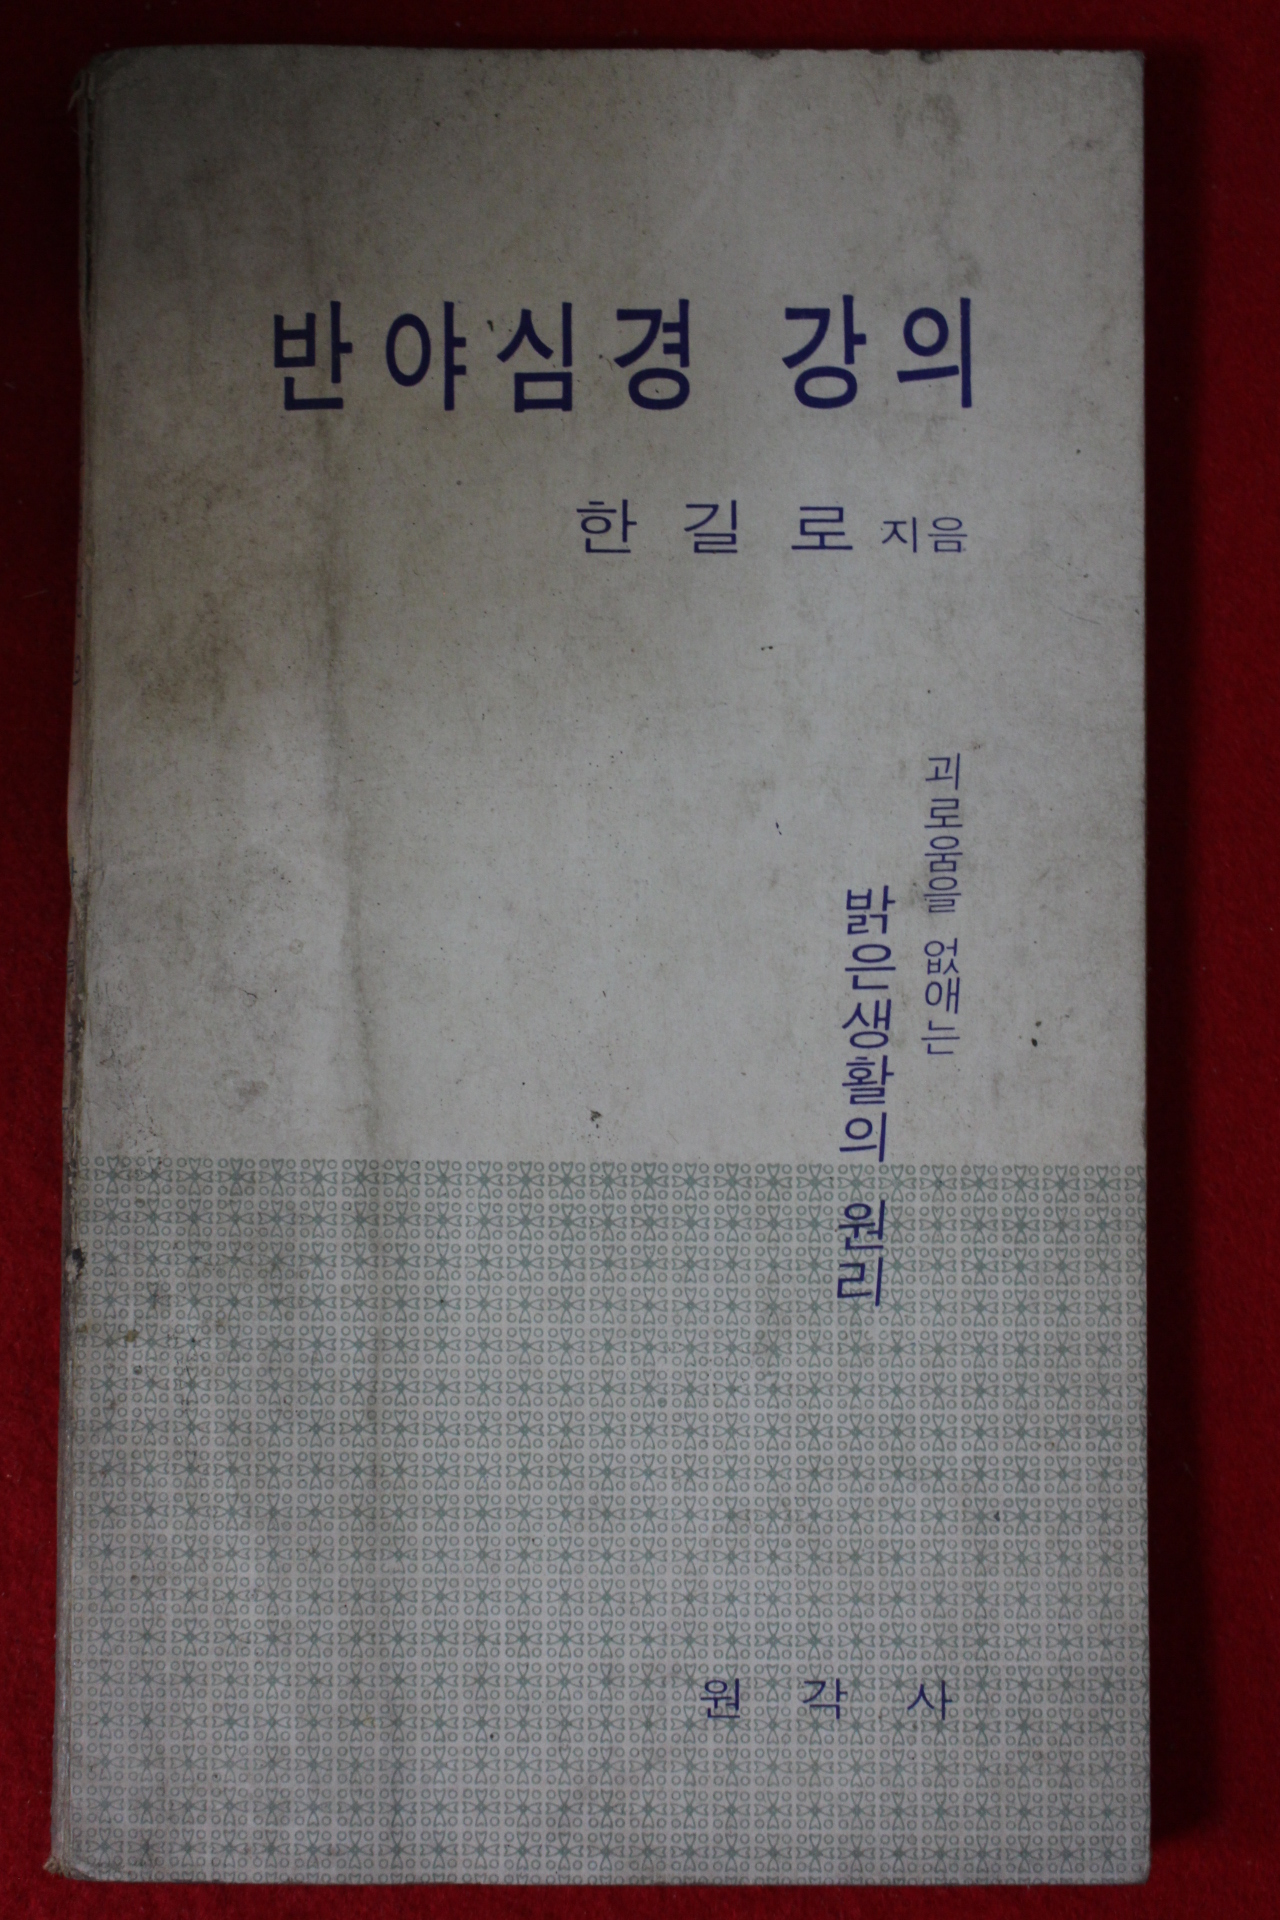 반야심경 강의
한길로 지음
괴로움을 없애는
밝은생활의 원리
원각사